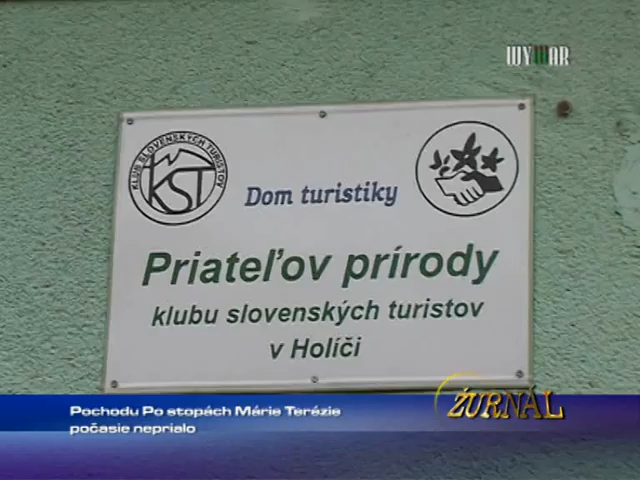 WYWAR
KLUB SLOVENSKÝCH TURISTOV
KST
Dom turistiky
Priateľov prírody
klubu slovenských turistov
v Holíči
Pochodu Po stopách Márie Terézie
počasie neprialo
ŽURNÁL